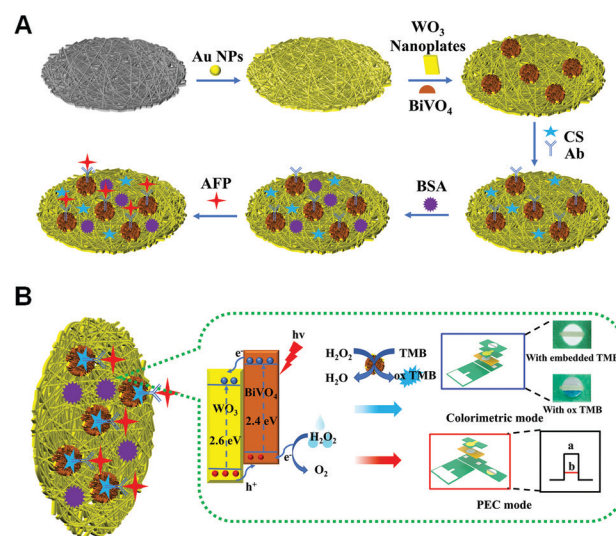 A
Au NPs
WO3
Nanoplates
BiVO4
CS
Ab
AFP
BSA
B
hv
e-
BiVO4
WO3
2.4 eV
2.6 eV
h+
e-
H2O2
O2
H2O2
TMB
H2O
ox TMB
With embedded TMB
With ox TMB
Colorimetric mode
a
b
PEC mode